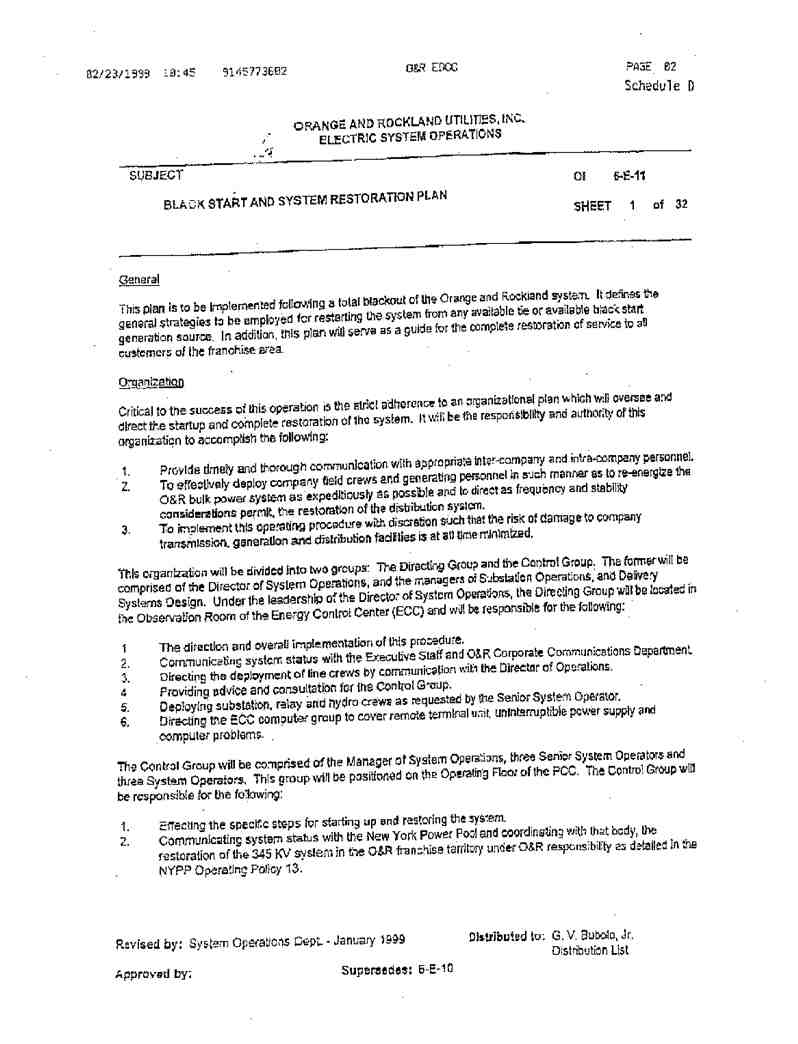 02/23/1999 10:45 9145773682 O&R EDCC PAGE 02
Schedule D
ORANGE AND ROCKLAND UTILITIES, INC.
ELECTRIC SYSTEM OPERATIONS
SUBJECT
OI 6-E-11
BLACK START AND SYSTEM RESTORATION PLAN
SHEET 1 of 32
General
This plan is to be implemented following a total blackout of the Orange and Rockland system. It defines the
general strategies to be employed for restarting the system from any available tie or available black start
generation source. In addition, this plan will serve as a guide for the complete restoration of service to all
customers of the franchise area.
Organization
Critical to the success of this operation is the strict adherence to an organizational plan which will oversee and
direct the startup and complete restoration of the system. It will be the responsibility and authority of this
organization to accomplish the following:
1. Provide timely and thorough communication with appropriate inter-company and intra-company personnel.
2. To effectively deploy company field crews and generating personnel in such manner as to re-energize the
O&R bulk power system as expeditiously as possible and to direct as frequency and stability
considerations permit, the restoration of the distribution system.
3. To implement this operating procedure with discretion such that the risk of damage to company
transmission, generation and distribution facilities is at all time minimized.
This organization will be divided into two groups: The Directing Group and the Control Group. The former will be
comprised of the Director of System Operations, and the managers of Substation Operations, and Delivery
Systems Design. Under the leadership of the Director of System Operations, the Directing Group will be located in
the Observation Room of the Energy Control Center (ECC) and will be responsible for the following:
1 The direction and overall implementation of this procedure.
2. Communicating system status with the Executive Staff and O&R Corporate Communications Department.
3. Directing the deployment of line crews by communication with the Director of Operations.
4 Providing advice and consultation for the Control Group.
5. Deploying substation, relay and hydro crews as requested by the Senior System Operator.
6. Directing the ECC computer group to cover remote terminal unit, uninterruptible power supply and
computer problems.
The Control Group will be comprised of the Manager of System Operations, three Senior System Operators and
three System Operators. This group will be positioned on the Operating Floor of the PCC. The Control Group will
be responsible for the following:
1. Effecting the specific steps for starting up and restoring the system.
2. Communicating system status with the New York Power Pool and coordinating with that body, the
restoration of the 345 KV system in the O&R franchise territory under O&R responsibility as detailed in the
NYPP Operating Policy 13.
Revised by: System Operations Dept. - January 1999 Distributed to: G. V. Bubolo, Jr.
Distribution List
Approved by: Supersedes: 6-E-10